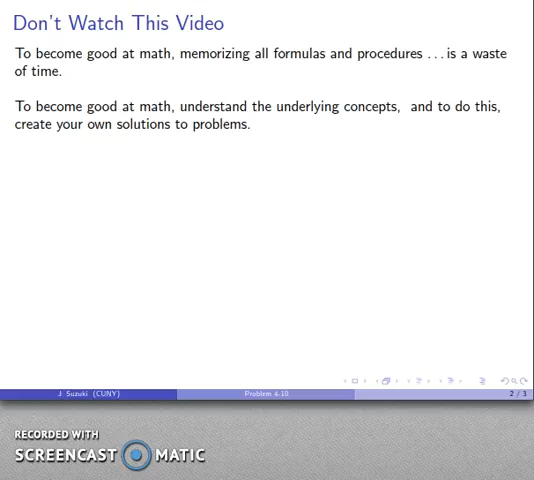 Don't Watch This Video
To become good at math, memorizing all formulas and procedures ... is a waste
of time.
To become good at math, understand the underlying concepts, and to do this,
create your own solutions to problems.
J Suzuki (CUNY) Problem 4-10 2 / 3
RECORDED WITH
SCREENCAST MATIC